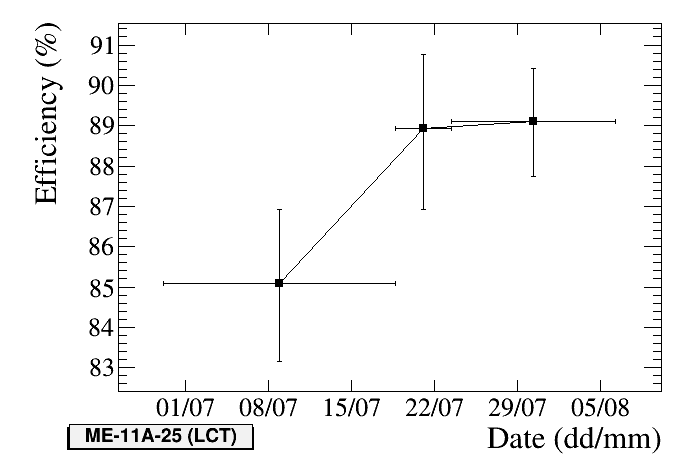 Efficiency (%)
91
90
89
88
87
86
85
84
83
01/07 08/07 15/07 22/07 29/07 05/08
ME-11A-25 (LCT)
Date (dd/mm)